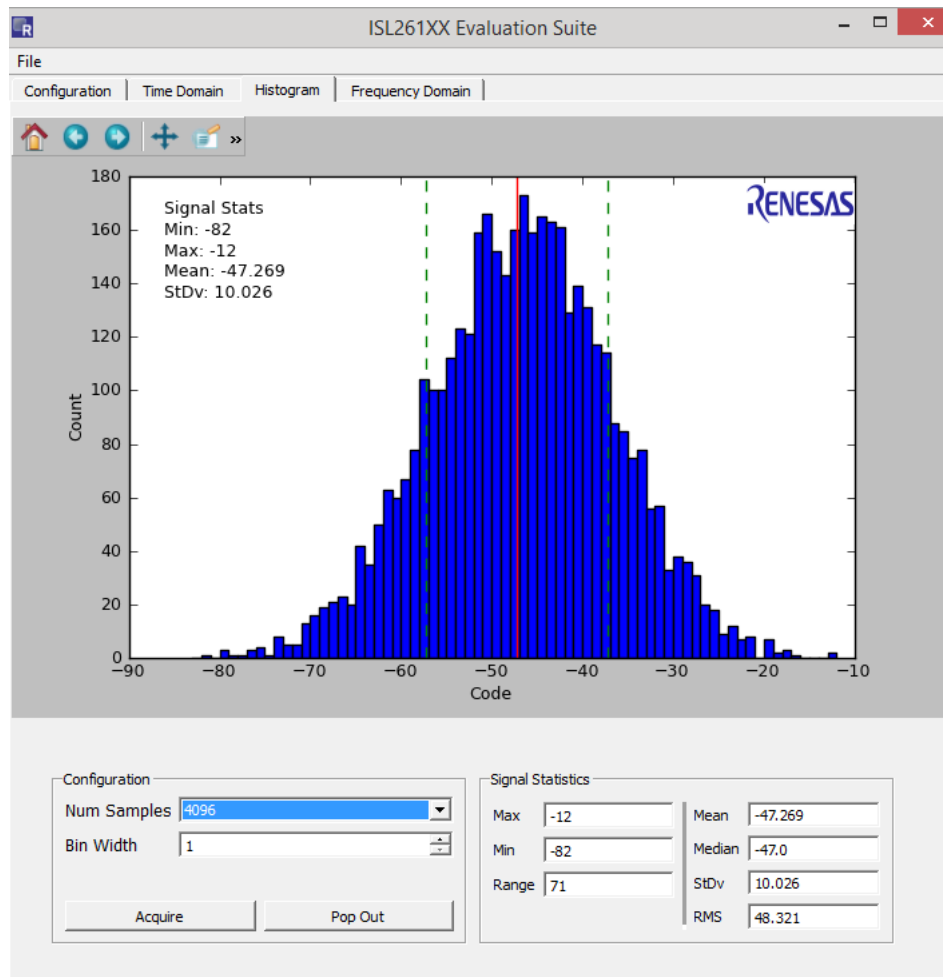 ISL261XX Evaluation Suite
File
Configuration Time Domain Histogram Frequency Domain
»
RENESAS
Signal Stats
Min: -82
Max: -12
Mean: -47.269
StDv: 10.026
180
160
140
120
100
80
60
40
20
0
Count
−90 −80 −70 −60 −50 −40 −30 −20 −10
Code
Configuration
Num Samples 4096
Bin Width 1
Acquire Pop Out
Signal Statistics
Max -12 Mean -47.269
Min -82 Median -47.0
Range 71 StDv 10.026
RMS 48.321